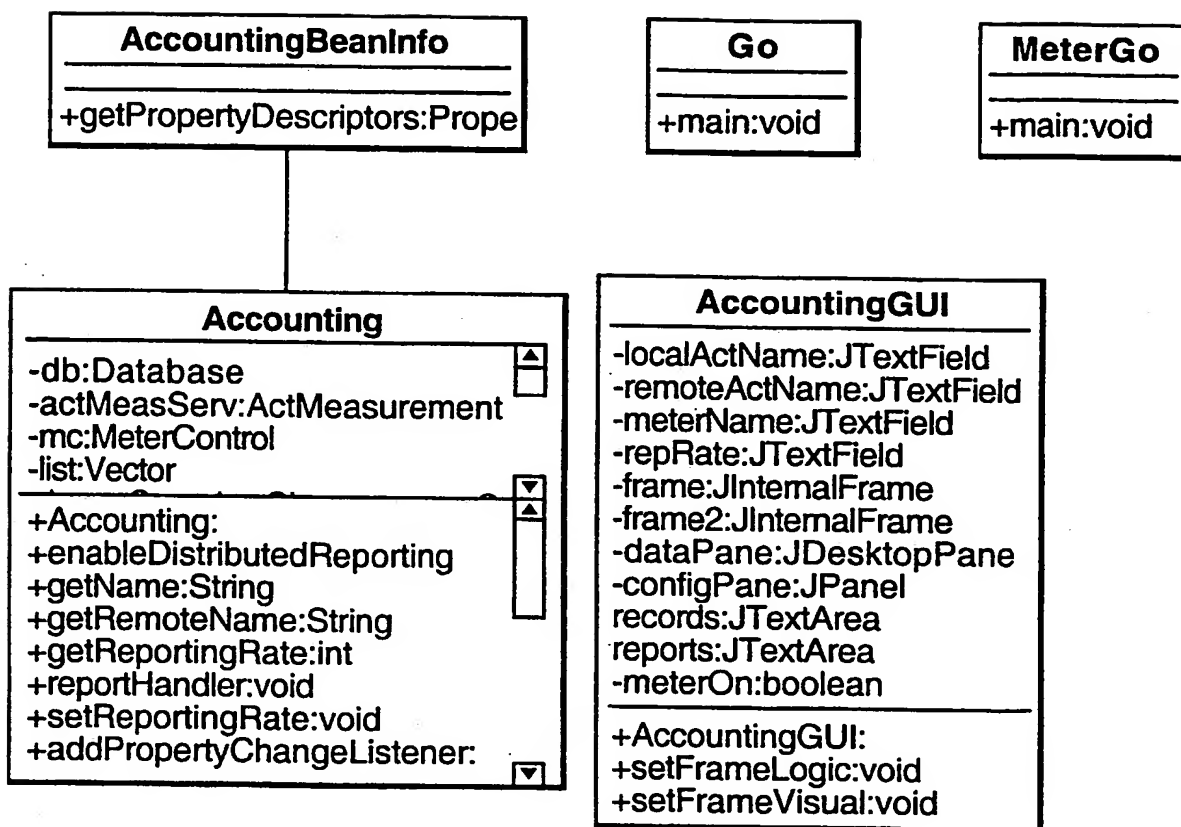 AccountingBeanInfo
+getPropertyDescriptors:Prope
Go
+main:void
MeterGo
+main:void
Accounting
-db:Database
-actMeasServ:ActMeasurement
-mc:MeterControl
-list:Vector
+Accounting:
+enableDistributedReporting
+getName:String
+getRemoteName:String
+getReportingRate:int
+reportHandler:void
+setReportingRate:void
+addPropertyChangeListener:
AccountingGUI
-localActName:JTextField
-remoteActName:JTextField
-meterName:JTextField
-repRate:JTextField
-frame:JInternalFrame
-frame2:JInternalFrame
-dataPane:JDesktopPane
-configPane:JPanel
records:JTextArea
reports:JTextArea
-meterOn:boolean
+AccountingGUI:
+setFrameLogic:void
+setFrameVisual:void